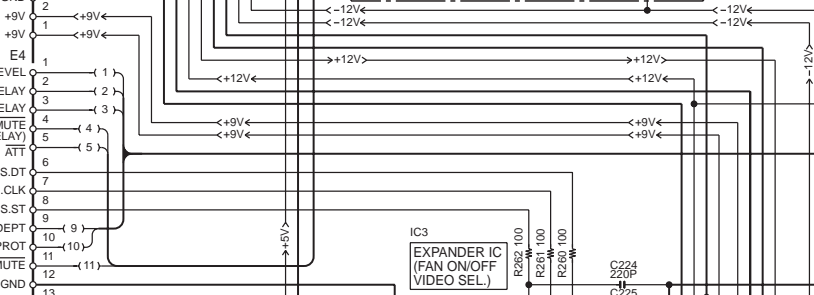 2
+9V <+9V
1
+9V <+9V
E4
1
EVEL (1)
2
ELAY (2)
3
ELAY (3)
4
MUTE (4)
LAY)
5
ATT (5)
6
S.DT
7
.CLK
8
S.ST
9
DEPT (9)
10
PROT (10)
11
MUTE (11)
12
GND
13
<-12V <-12V
<-12V <-12V
+12V> +12V>
<+12V <+12V
<+9V <+9V
<+9V <+9V
-12V>
+5V>
IC3
EXPANDER IC
(FAN ON/OFF
VIDEO SEL.)
R262 100
R261 100
R260 100
C224
220P
C225